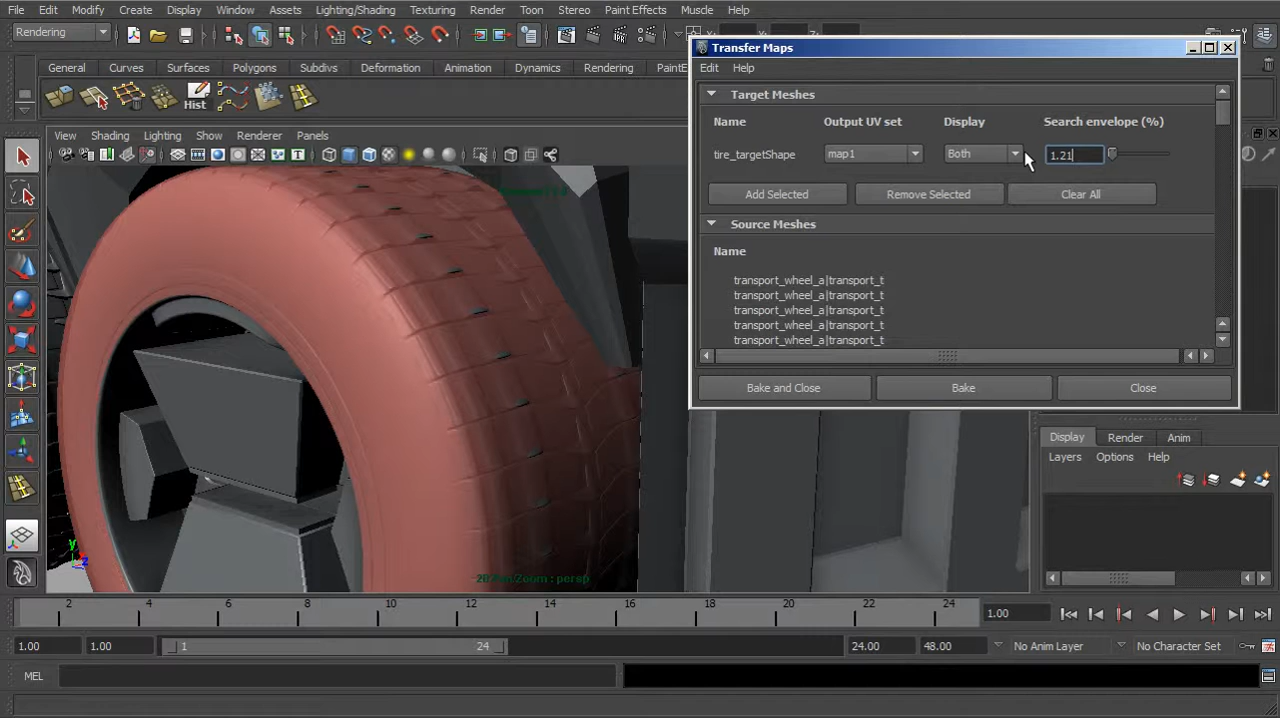 File Edit Modify Create Display Window Assets Lighting/Shading Texturing Render Toon Stereo Paint Effects Muscle Help
Rendering
General Curves Surfaces Subdivs Polygons Deformation Animation Dynamics Rendering
Hist
View Shading Lighting Show Renderer Panels
Transfer Maps
Edit Help
Target Meshes
Name Output UV set Display Search envelope (%)
tire_targetShape map1 Both 1.21
Add Selected Remove Selected Clear All
Source Meshes
Name
transport_wheel_a|transport_t
transport_wheel_a|transport_t
transport_wheel_a|transport_t
transport_wheel_a|transport_t
transport_wheel_a|transport_t
Bake and Close Bake Close
Display Render Anim
Layers Options Help
y
z
2 4 6 8 10 12 14 16 18 20 22 24 1.00
1.00 1.00 1 24 24.00 48.00 No Anim Layer No Character Set
MEL